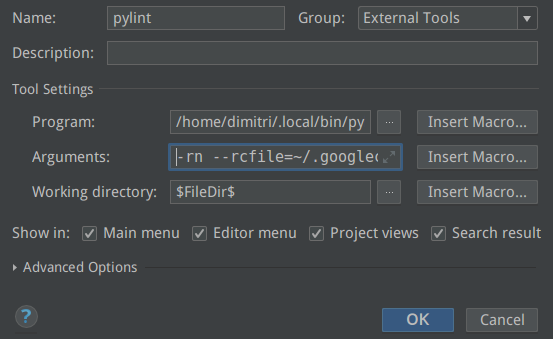 Name: pylint Group: External Tools
Description:
Tool Settings
Program: /home/dimitri/.local/bin/py ... Insert Macro...
Arguments: -rn --rcfile=~/.googlec Insert Macro...
Working directory: $FileDir$ ... Insert Macro...
Show in: Main menu Editor menu Project views Search result
Advanced Options
? OK Cancel